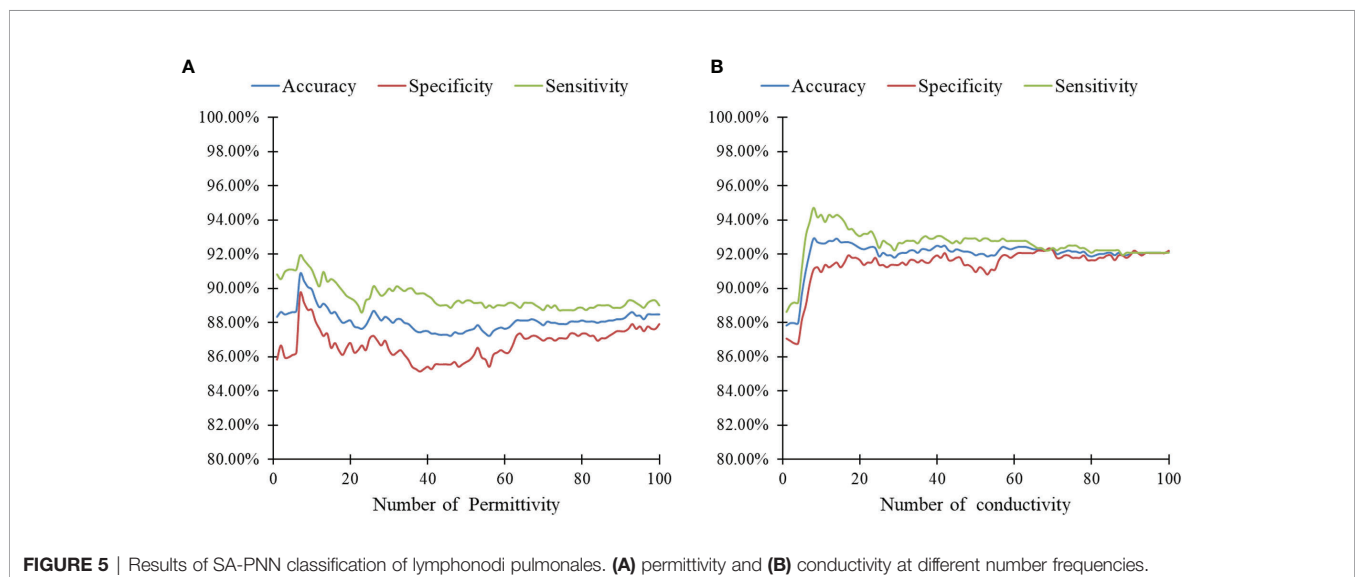 A
Accuracy Specificity Sensitivity
100.00%
98.00%
96.00%
94.00%
92.00%
90.00%
88.00%
86.00%
84.00%
82.00%
80.00%
0 20 40 60 80 100
Number of Permittivity
B
Accuracy Specificity Sensitivity
100.00%
98.00%
96.00%
94.00%
92.00%
90.00%
88.00%
86.00%
84.00%
82.00%
80.00%
0 20 40 60 80 100
Number of conductivity
FIGURE 5 | Results of SA-PNN classification of lymphonodi pulmonales. (A) permittivity and (B) conductivity at different number frequencies.